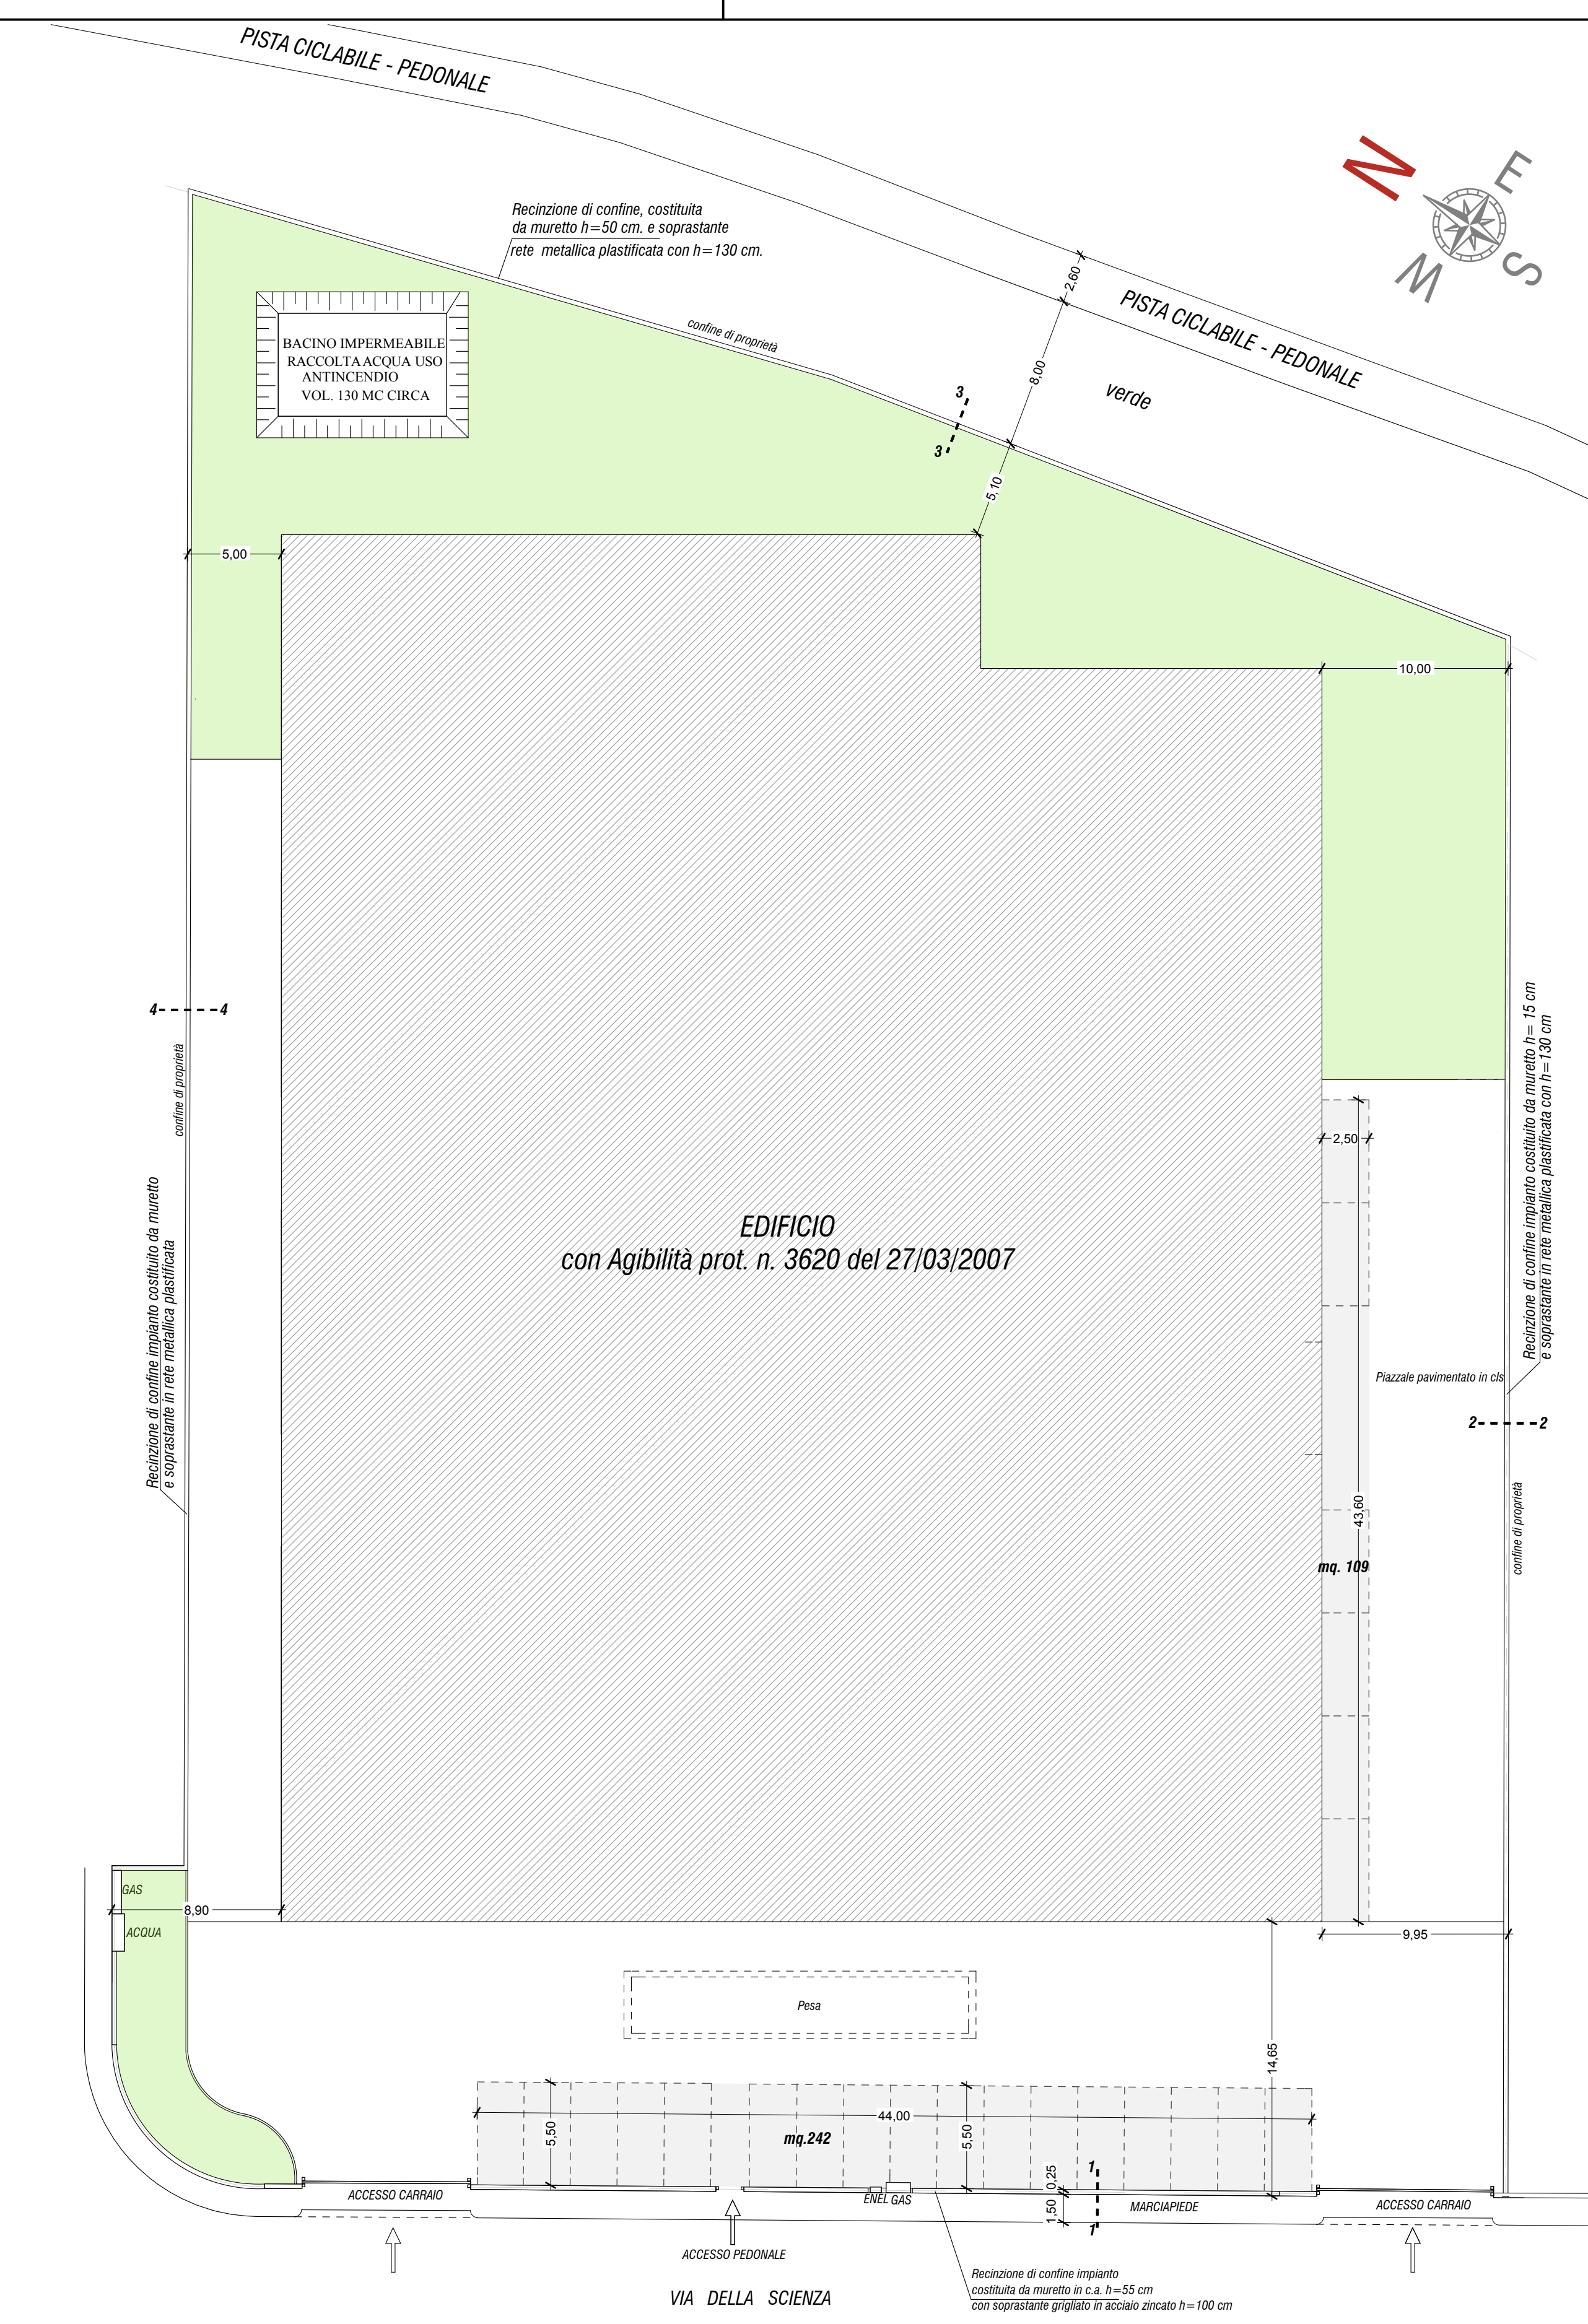 PISTA CICLABILE - PEDONALE
N
E
S
W
Recinzione di confine, costituita
da muretto h=50 cm. e soprastante
rete metallica plastificata con h=130 cm.
2,60
PISTA CICLABILE - PEDONALE
confine di proprietà
BACINO IMPERMEABILE
RACCOLTA ACQUA USO
ANTINCENDIO
VOL. 130 MC CIRCA
8,00
verde
3
3
5,10
5,00
10,00
4
4
confine di proprietà
Recinzione di confine impianto costituito da muretto h= 15 cm
e soprastante in rete metallica plastificata con h=130 cm
2,50
Recinzione di confine impianto costituito da muretto
e soprastante in rete metallica plastificata
EDIFICIO
con Agibilità prot. n. 3620 del 27/03/2007
Piazzale pavimentato in cls
2
2
43,60
mq. 109
confine di proprietà
GAS
8,90
ACQUA
9,95
Pesa
14,65
44,00
5,50
5,50
mq.242
1
0,25
ACCESSO CARRAIO
ENEL
GAS
1,50
MARCIAPIEDE
ACCESSO CARRAIO
1
ACCESSO PEDONALE
Recinzione di confine impianto
costituita da muretto in c.a. h=55 cm
con soprastante grigliato in acciaio zincato h=100 cm
VIA DELLA SCIENZA